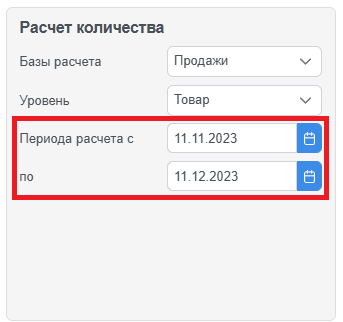 Расчет количества
Базы расчета Продажи
Уровень Товар
Периода расчета с 11.11.2023
по 11.12.2023